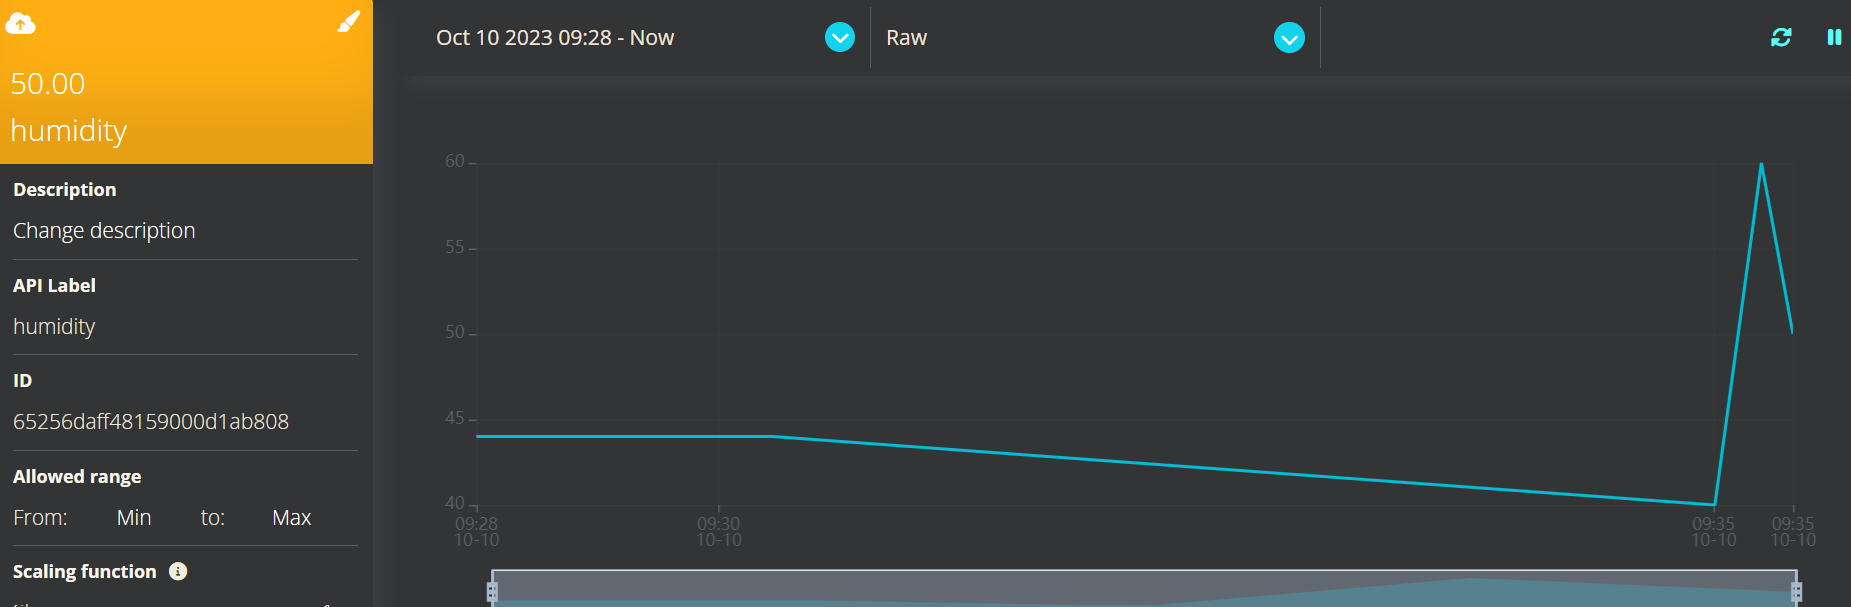 50.00
humidity
Description
Change description
API Label
humidity
ID
65256daff48159000d1ab808
Allowed range
From: Min to: Max
Scaling function
Oct 10 2023 09:28 - Now
Raw
60
55
50
45
40
09:28 09:30 09:35 09:35
10-10 10-10 10-10 10-10